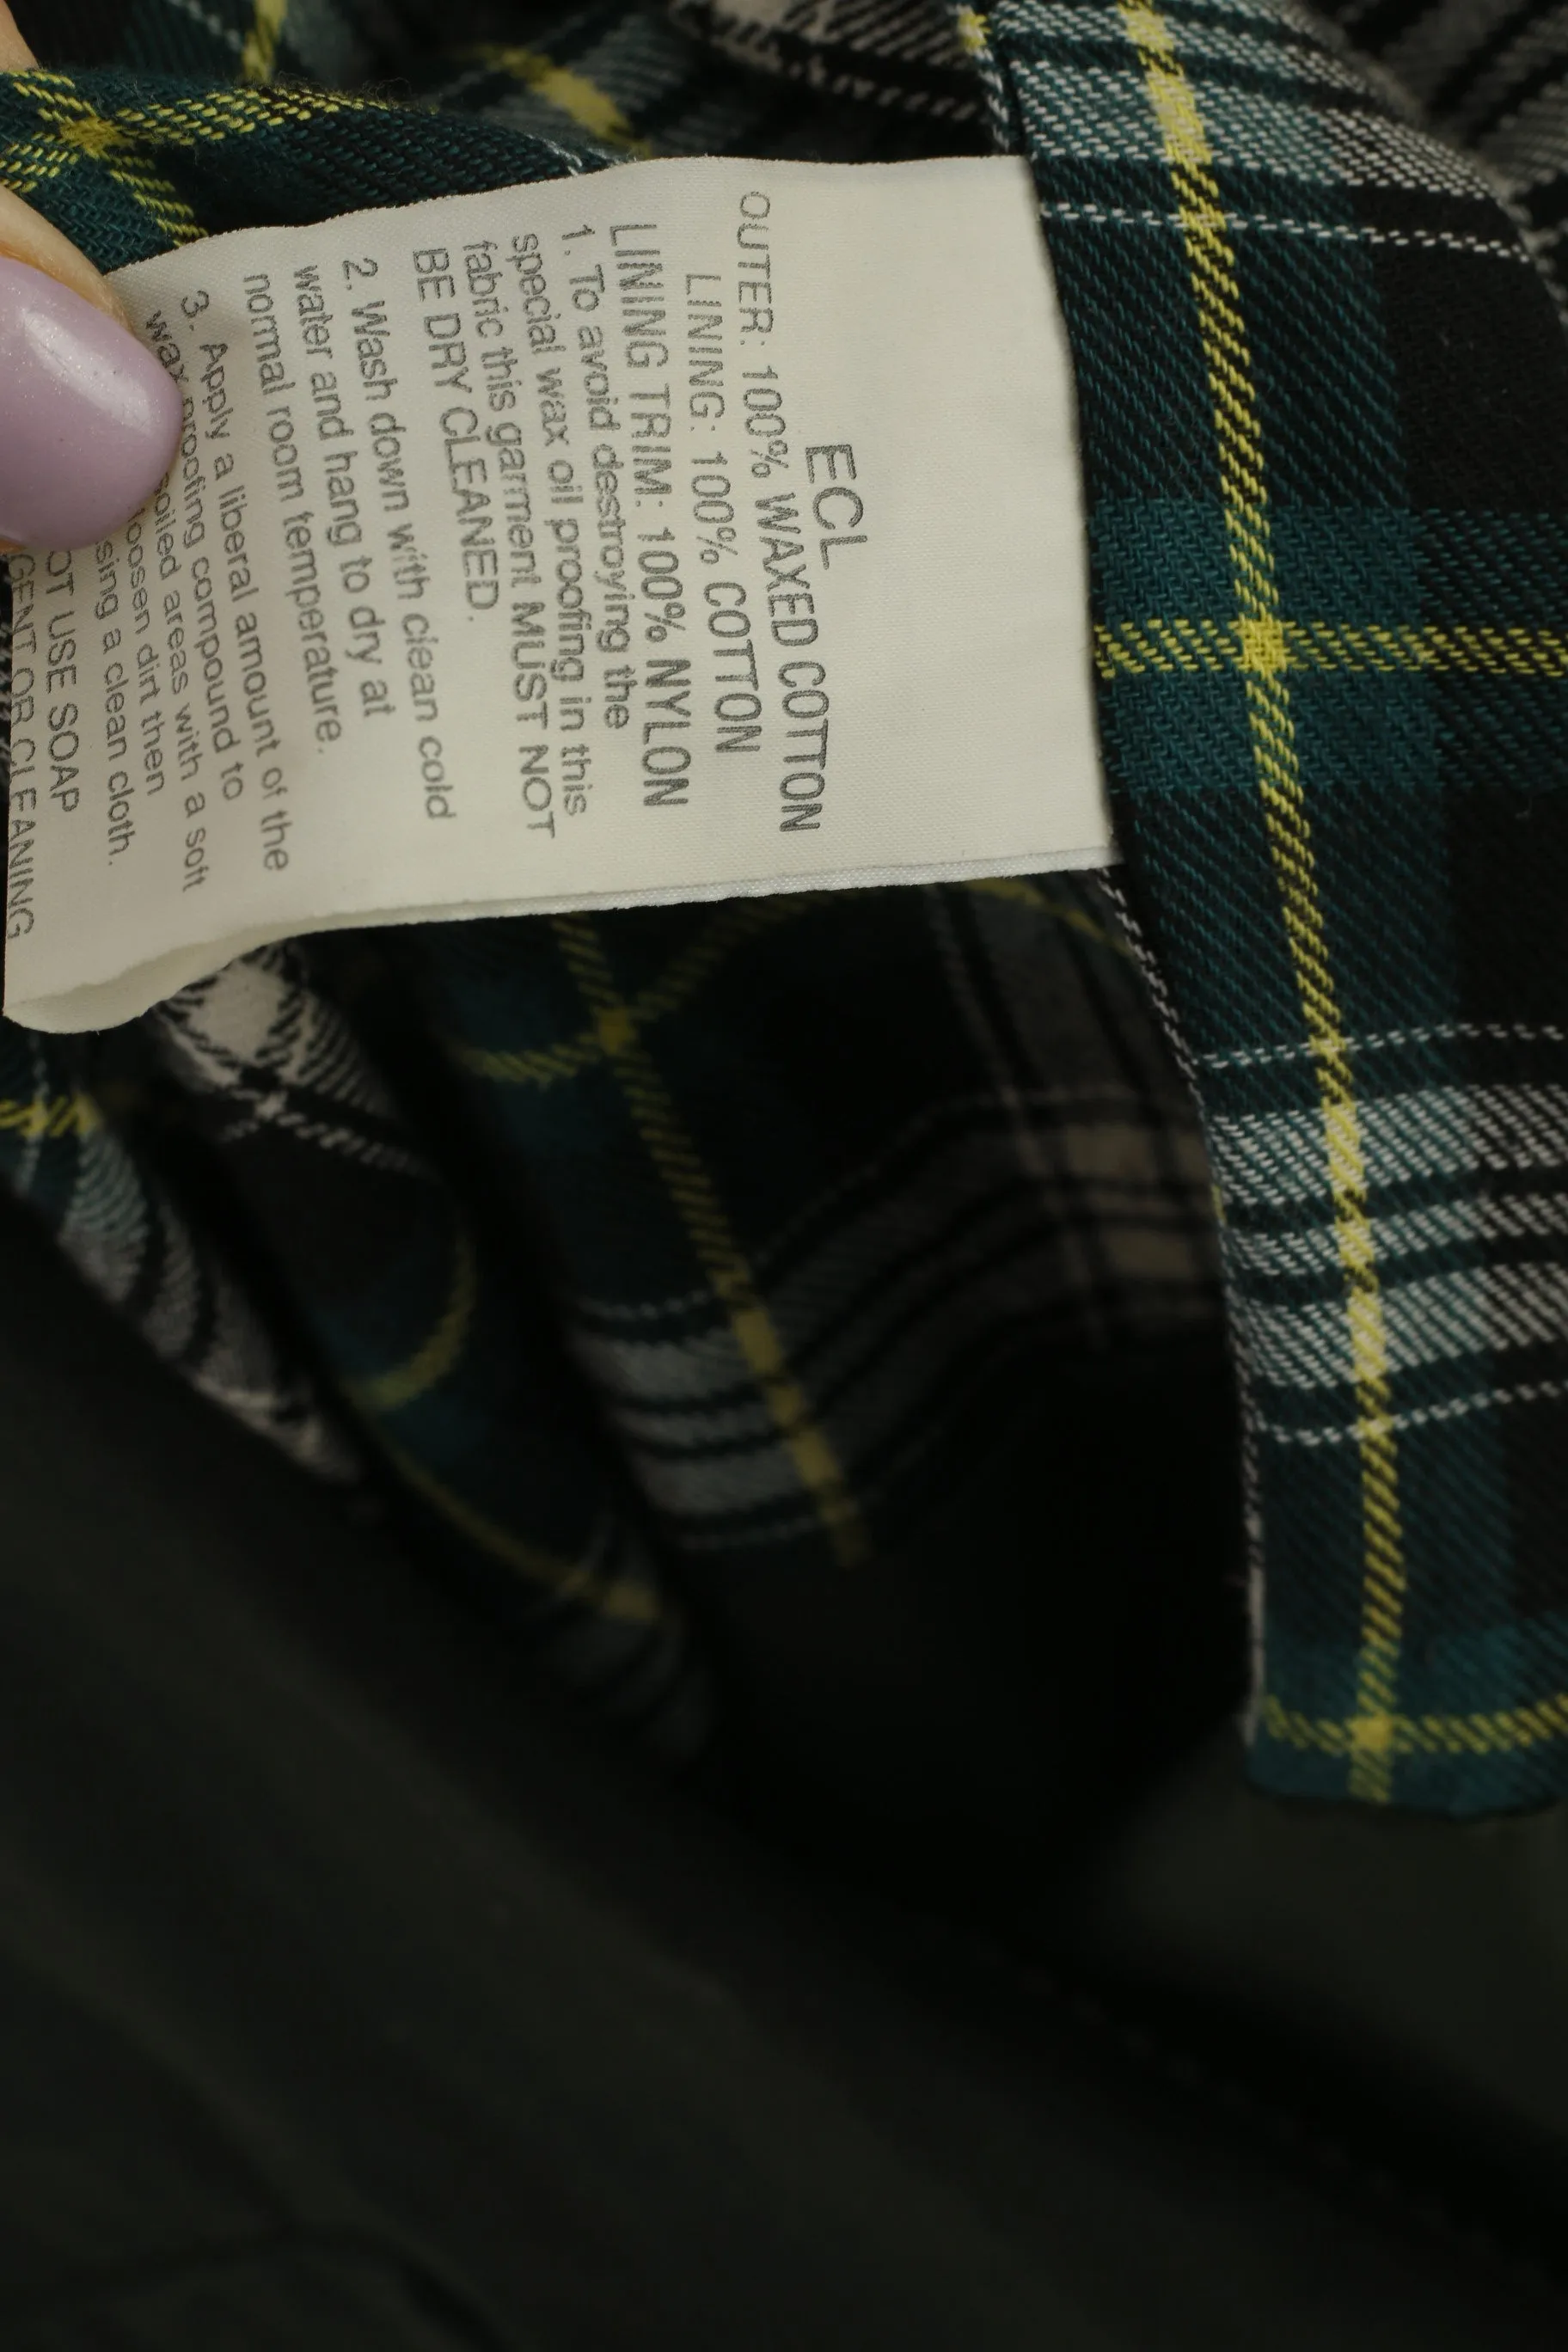 ECL
OUTER: 100% WAXED COTTON
LINING: 100% COTTON
LINING TRIM: 100% NYLON
1. To avoid destroying the
special wax oil proofing in this
fabric this garment MUST NOT
BE DRY CLEANED.
2. Wash down with clean cold
water and hang to dry at
normal room temperature.
3. Apply a liberal amount of the
wax proofing compound to
soiled areas with a soft
loosen dirt then
a clean cloth.
USE SOAP
OR CLEANING